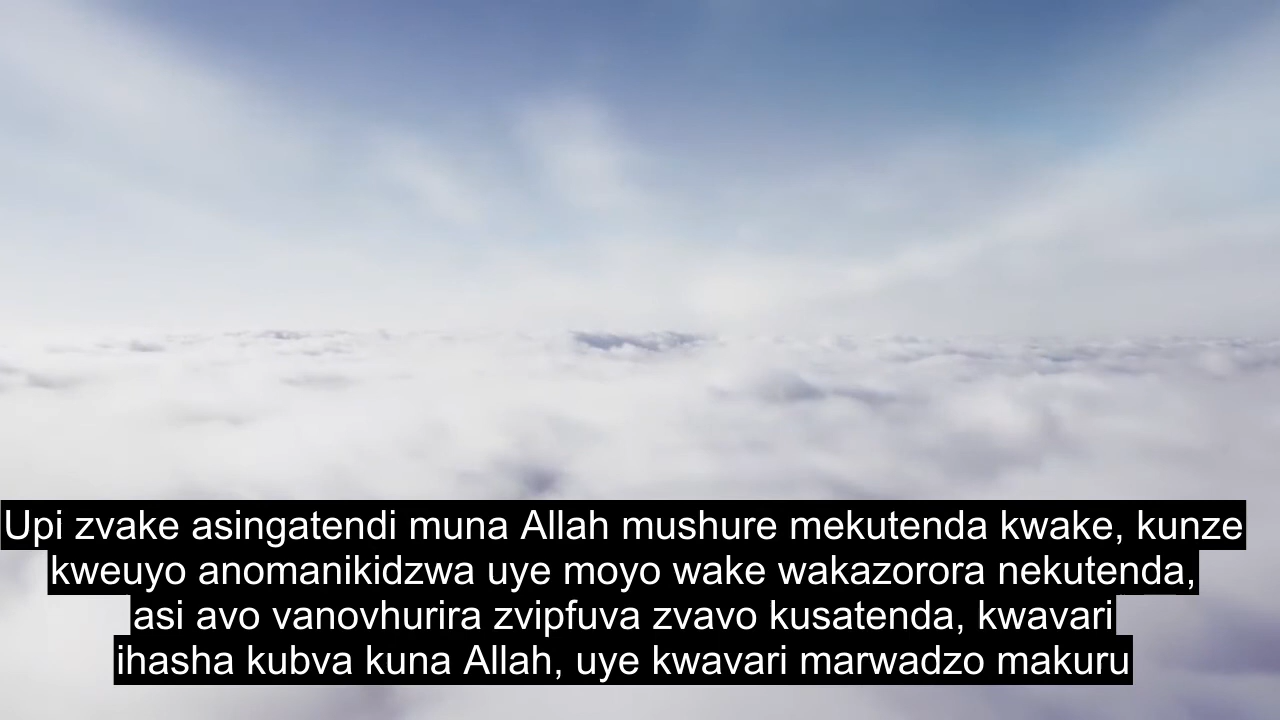 Upi zvake asingatendi muna Allah mushure mekutenda kwake, kunze
kweuyo anomanikidzwa uye moyo wake wakazorora nekutenda,
asi avo vanovhurira zvipfuva zvavo kusatenda, kwavari
ihasha kubva kuna Allah, uye kwavari marwadzo makuru